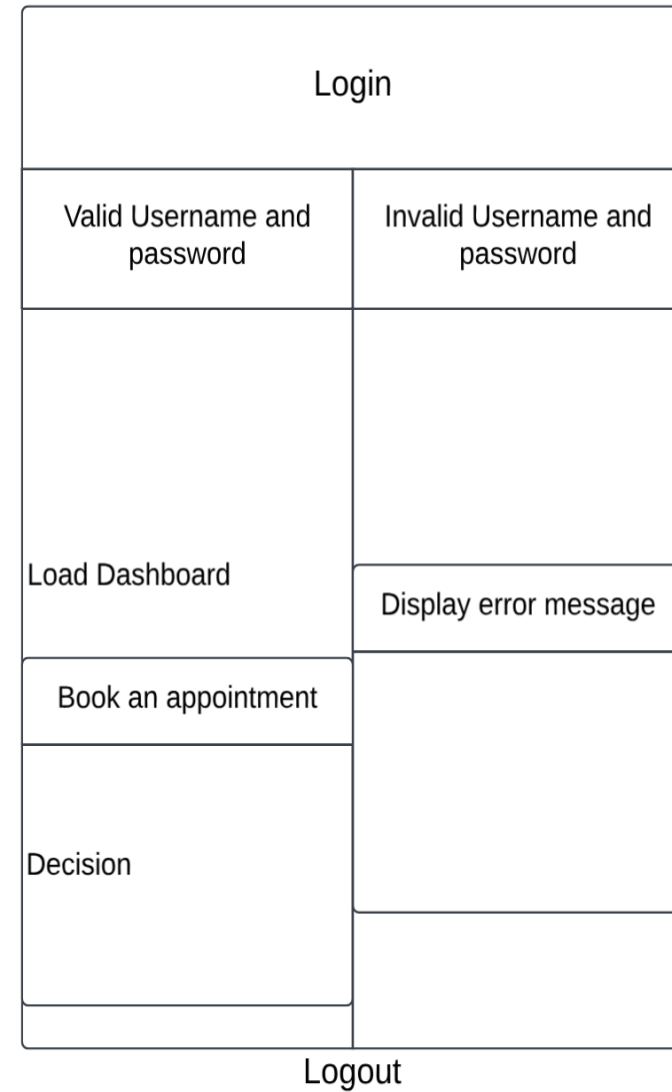 Login
Valid Username and
password
Invalid Username and
password
Load Dashboard
Display error message
Book an appointment
Decision
Logout